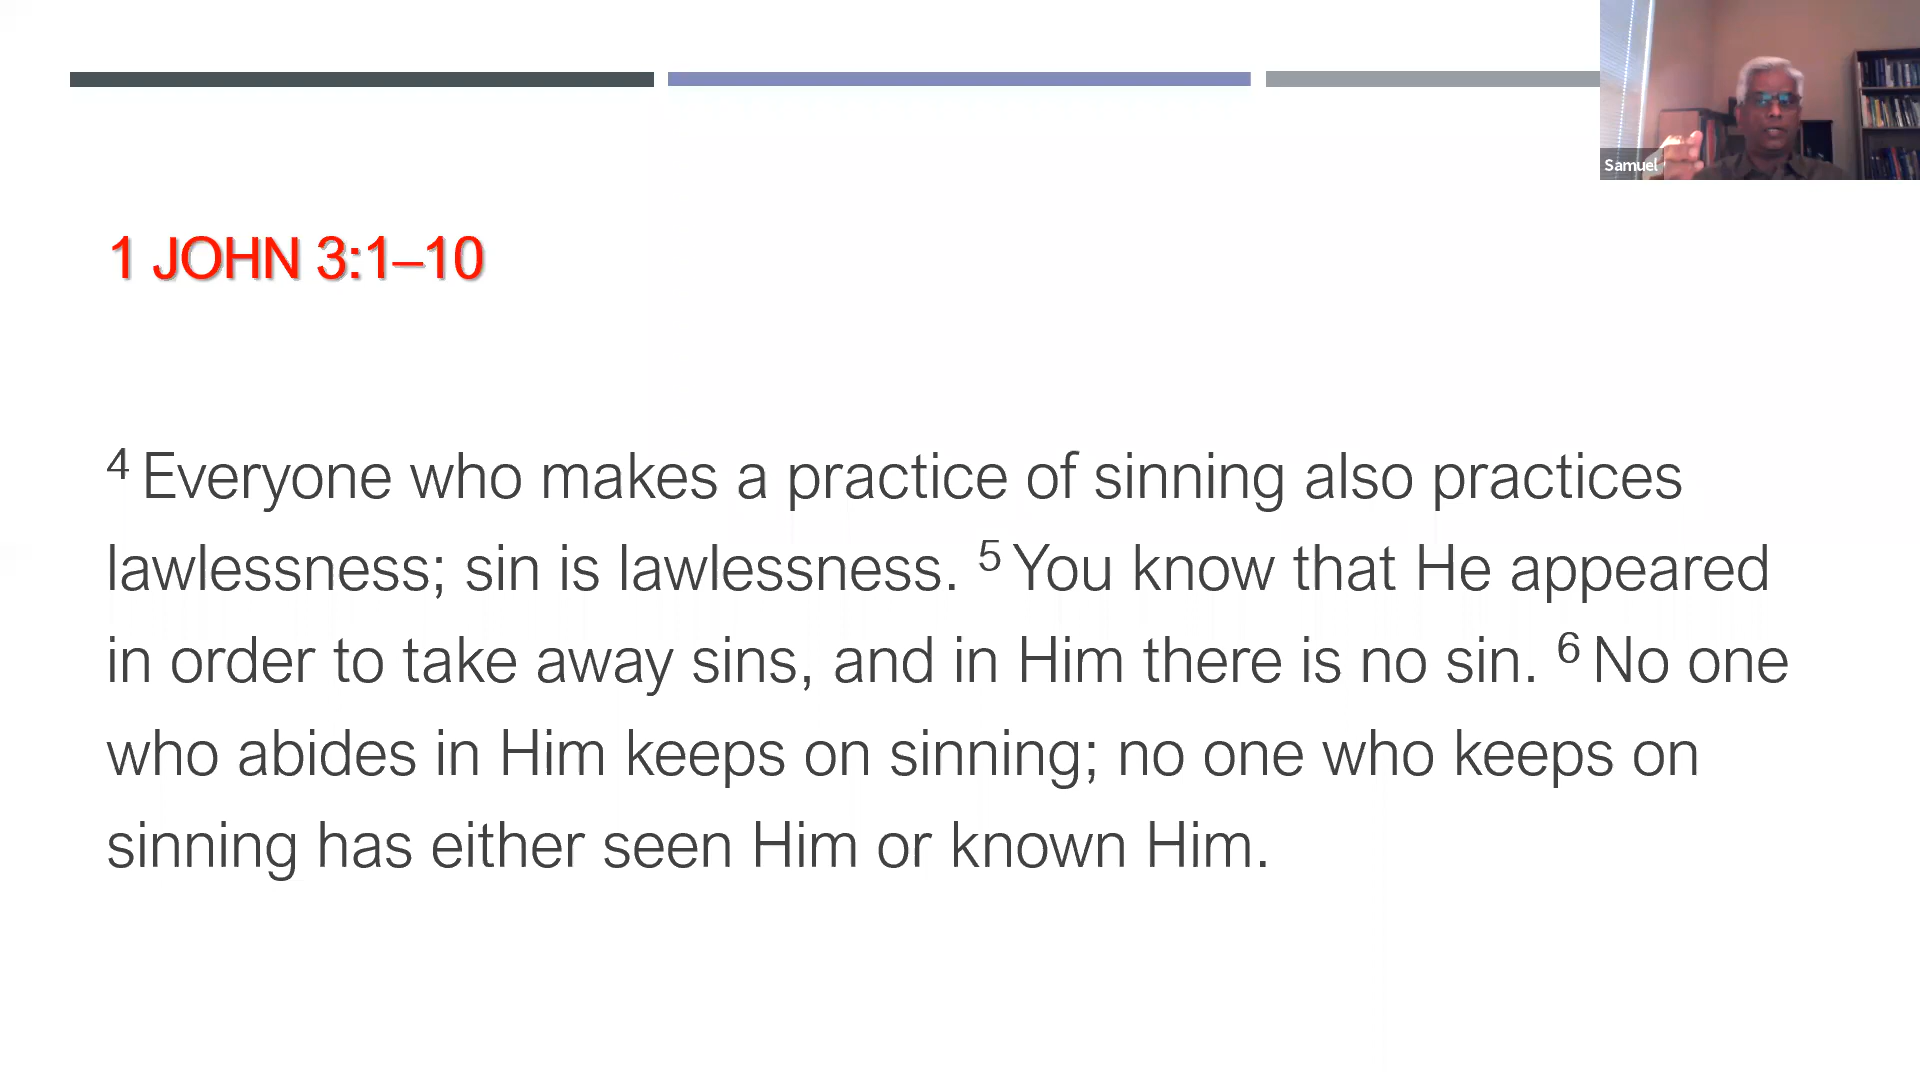 Samuel
1 JOHN 3:1–10
4 Everyone who makes a practice of sinning also practices
lawlessness; sin is lawlessness. 5 You know that He appeared
in order to take away sins, and in Him there is no sin. 6 No one
who abides in Him keeps on sinning; no one who keeps on
sinning has either seen Him or known Him.